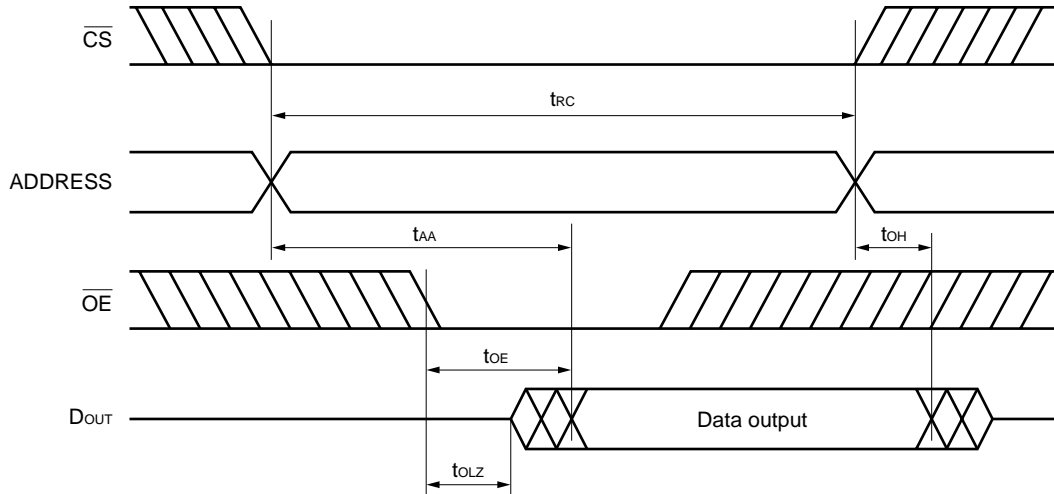 CS
tRC
ADDRESS
tAA
tOH
OE
tOE
DOUT
Data output
tOLZ